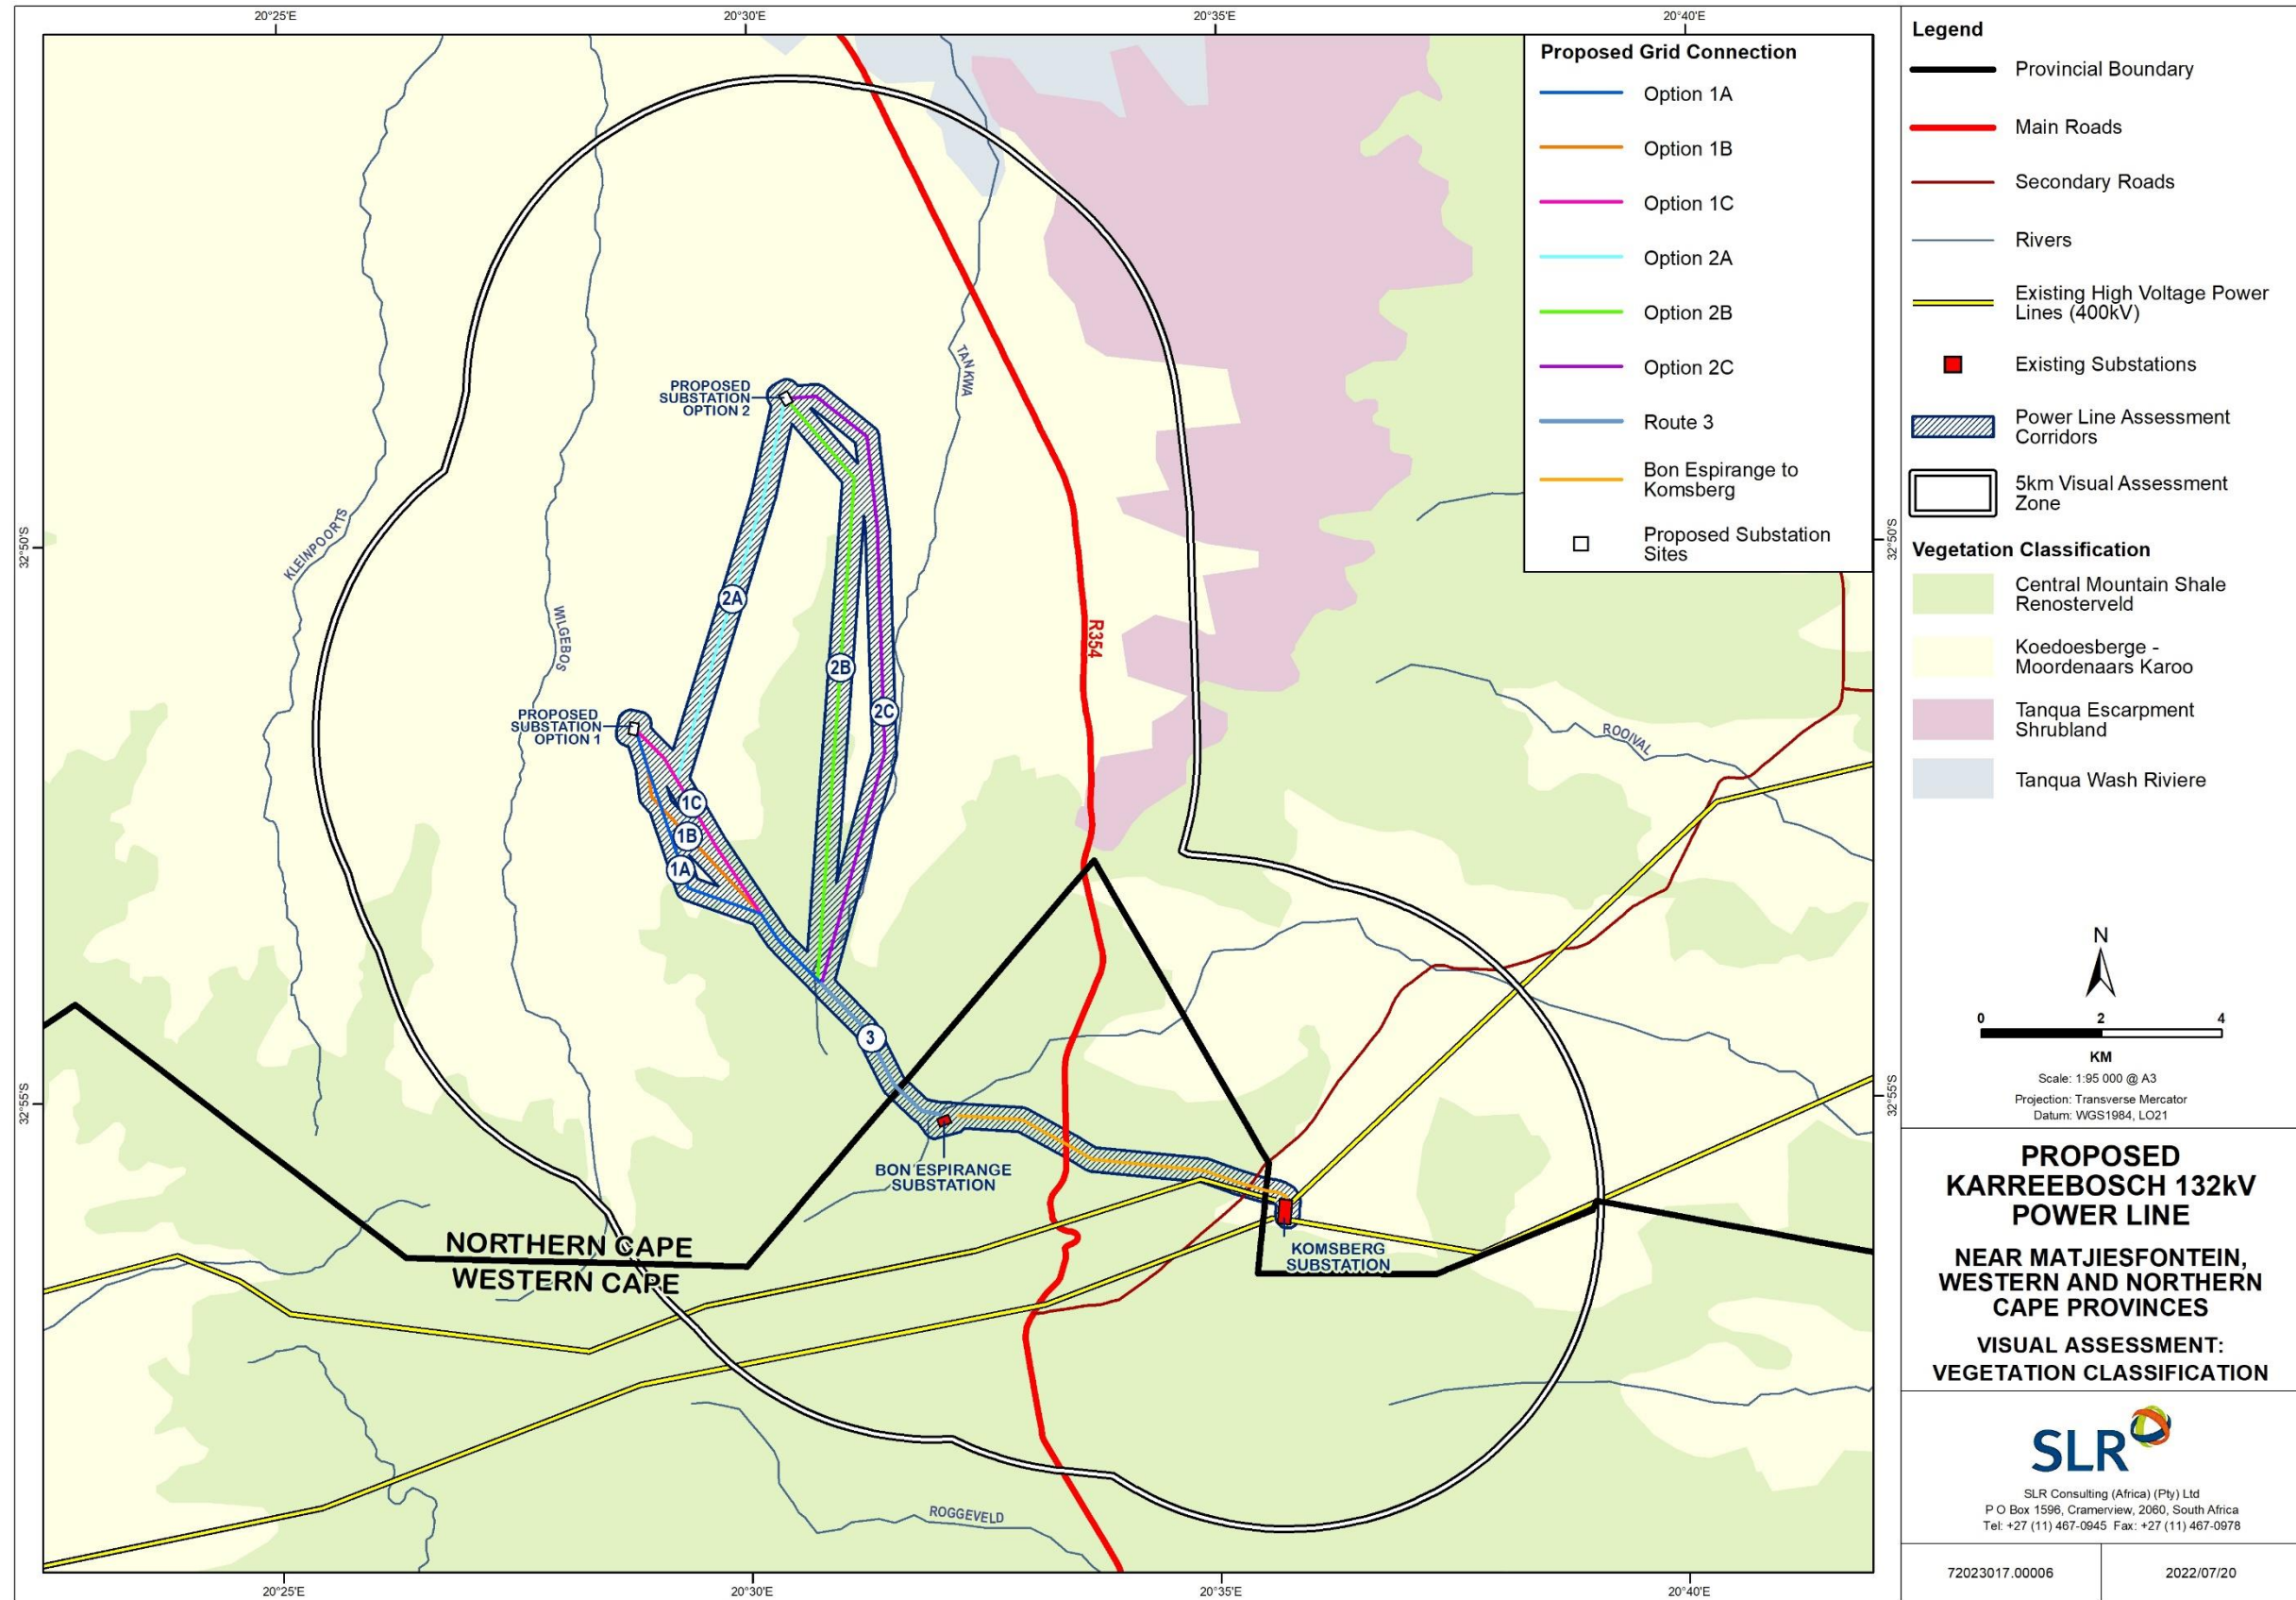 20°25'E
20°30'E
20°35'E
20°40'E
Proposed Grid Connection
Option 1A
Option 1B
Option 1C
Option 2A
Option 2B
Option 2C
Route 3
Bon Espirange to
Komsberg
Proposed Substation
Sites
32°50'S
32°50'S
32°55'S
32°55'S
PROPOSED
SUBSTATION
OPTION 2
TANKWA
KLEINPOORTS
WILGEBOS
2A
2B
2C
R354
PROPOSED
SUBSTATION
OPTION 1
ROOIVAL
1C
1B
1A
3
BON ESPIRANGE
SUBSTATION
NORTHERN CAPE
WESTERN CAPE
KOMSBERG
SUBSTATION
ROGGEVELD
20°25'E
20°30'E
20°35'E
20°40'E
Legend
Provincial Boundary
Main Roads
Secondary Roads
Rivers
Existing High Voltage Power
Lines (400kV)
Existing Substations
Power Line Assessment
Corridors
5km Visual Assessment
Zone
Vegetation Classification
Central Mountain Shale
Renosterveld
Koedoesberge -
Moordenaars Karoo
Tanqua Escarpment
Shrubland
Tanqua Wash Riviere
N
0 2 4
KM
Scale: 1:95 000 @ A3
Projection: Transverse Mercator
Datum: WGS1984, LO21
PROPOSED
KARREEBOSCH 132kV
POWER LINE
NEAR MATJIESFONTEIN,
WESTERN AND NORTHERN
CAPE PROVINCES
VISUAL ASSESSMENT:
VEGETATION CLASSIFICATION
SLR
SLR Consulting (Africa) (Pty) Ltd
P O Box 1596, Cramerview, 2060, South Africa
Tel: +27 (11) 467-0945 Fax: +27 (11) 467-0978
72023017.00006
2022/07/20